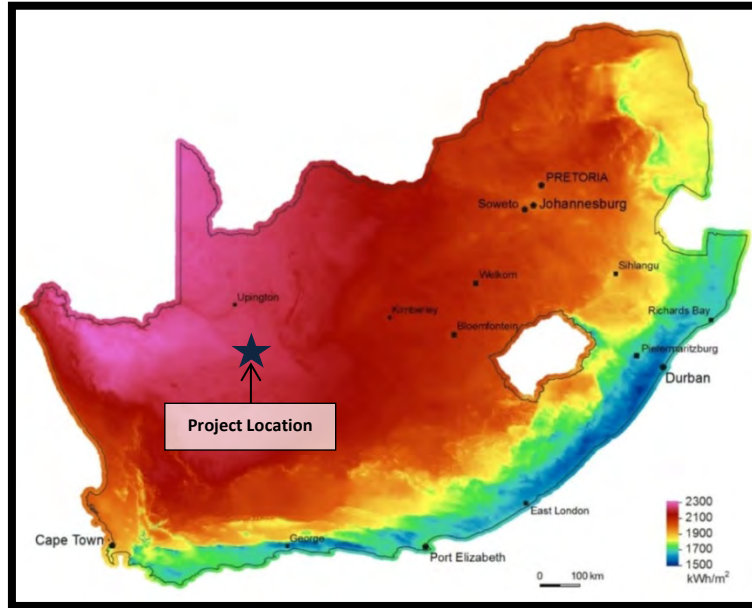 PRETORIA
Soweto
Johannesburg
Welkom
Sihlangu
Upington
Kimberley
Bloemfontein
Richards Bay
Pietermaritzburg
Durban
Project Location
East London
Cape Town
George
Port Elizabeth
0
100 km
2300
2100
1900
1700
1500
kWh/m²